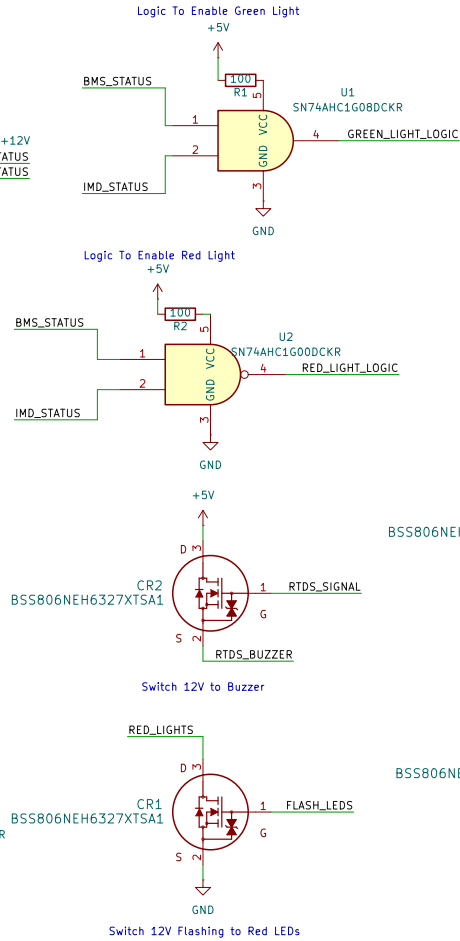 Logic To Enable Green Light
+5V
100
R1
5
U1
SN74AHC1G08DCKR
BMS_STATUS
1
VCC
4
GREEN_LIGHT_LOGIC
+12V
TATUS
TATUS
2
GND
IMD_STATUS
3
GND
Logic To Enable Red Light
+5V
100
R2
5
U2
SN74AHC1G00DCKR
BMS_STATUS
1
VCC
4
RED_LIGHT_LOGIC
2
GND
IMD_STATUS
3
GND
+5V
BSS806NEH
D
3
CR2
BSS806NEH6327XTSA1
1
RTDS_SIGNAL
G
S
2
RTDS_BUZZER
Switch 12V to Buzzer
RED_LIGHTS
D
3
BSS806NE
CR1
BSS806NEH6327XTSA1
1
FLASH_LEDS
G
R
S
2
GND
Switch 12V Flashing to Red LEDs